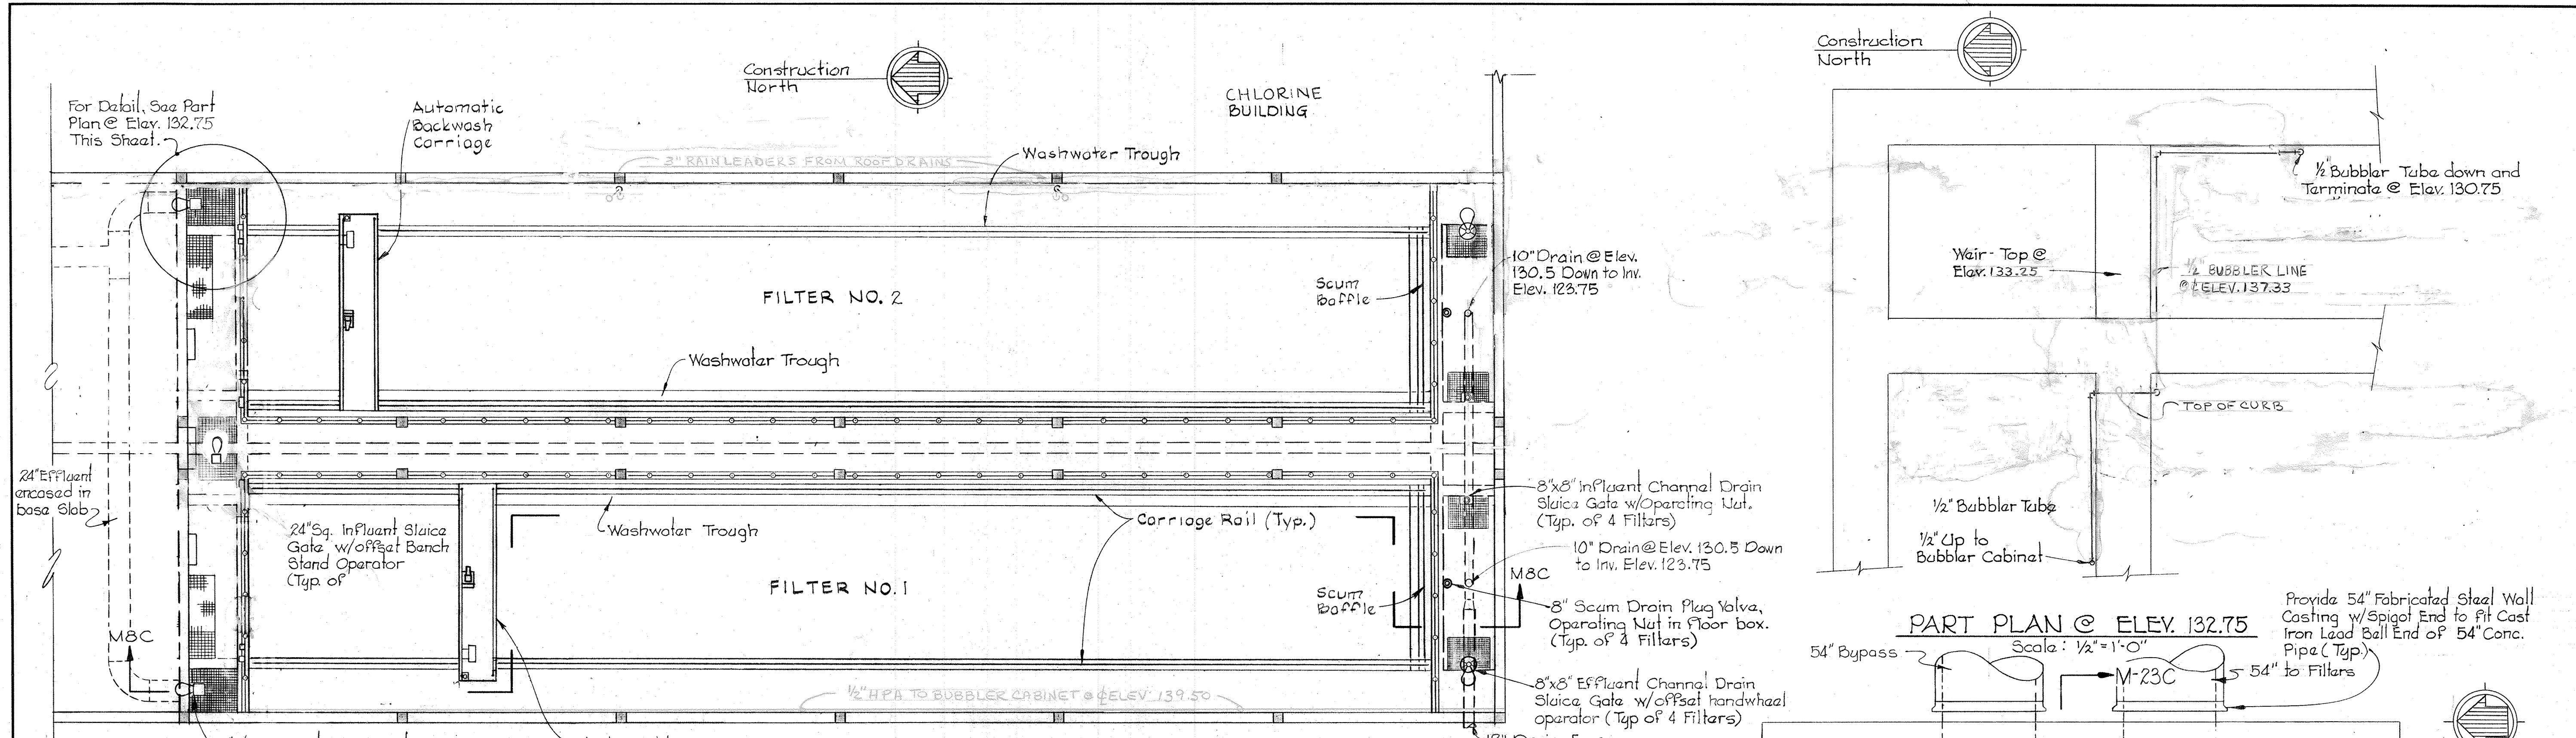 Construction
North
CHLORINE
BUILDING
For Detail, See Part
Plan @ Elev. 132.75
This Sheet.
Automatic
Backwash
Carriage
3" RAIN LEADERS FROM ROOF DRAINS
Washwater Trough
FILTER NO. 2
Scum
Baffle
10" Drain @ Elev.
130.5 Down to Inv.
Elev. 123.75
Washwater Trough
24" Effluent
encased in
base Slab
24" Sq. Influent Sluice
Gate w/offset Bench
Stand Operator
(Typ. of
Washwater Trough
Carriage Rail (Typ.)
8"x8" Influent Channel Drain
Sluice Gate w/Operating Nut.
(Typ. of 4 Filters)
10" Drain @ Elev. 130.5 Down
to Inv. Elev. 123.75
FILTER NO. 1
Scum
Baffle
M8C
8" Scum Drain Plug Valve,
Operating Nut in floor box.
(Typ. of 4 Filters)
M8C
1/2" HPA TO BUBBLER CABINET @ ℄ ELEV 139.50
8"x8" Effluent Channel Drain
Sluice Gate w/offset handwheel
operator (Typ of 4 Filters)
Construction
North
1/2" Bubbler Tube down and
Terminate @ Elev. 130.75
Weir - Top @
Elev. 133.25
1/2" BUBBLER LINE
@ ℄ ELEV. 137.33
TOP OF CURB
1/2" Bubbler Tube
1/2" Up to
Bubbler Cabinet
PART PLAN @ ELEV. 132.75
Scale: 1/2" = 1'-0"
Provide 54" Fabricated Steel Wall
Casting w/Spigot End to fit Cast
Iron Lead Bell End of 54" Conc.
Pipe (Typ.)
54" Bypass
M-23C
54" to Filters